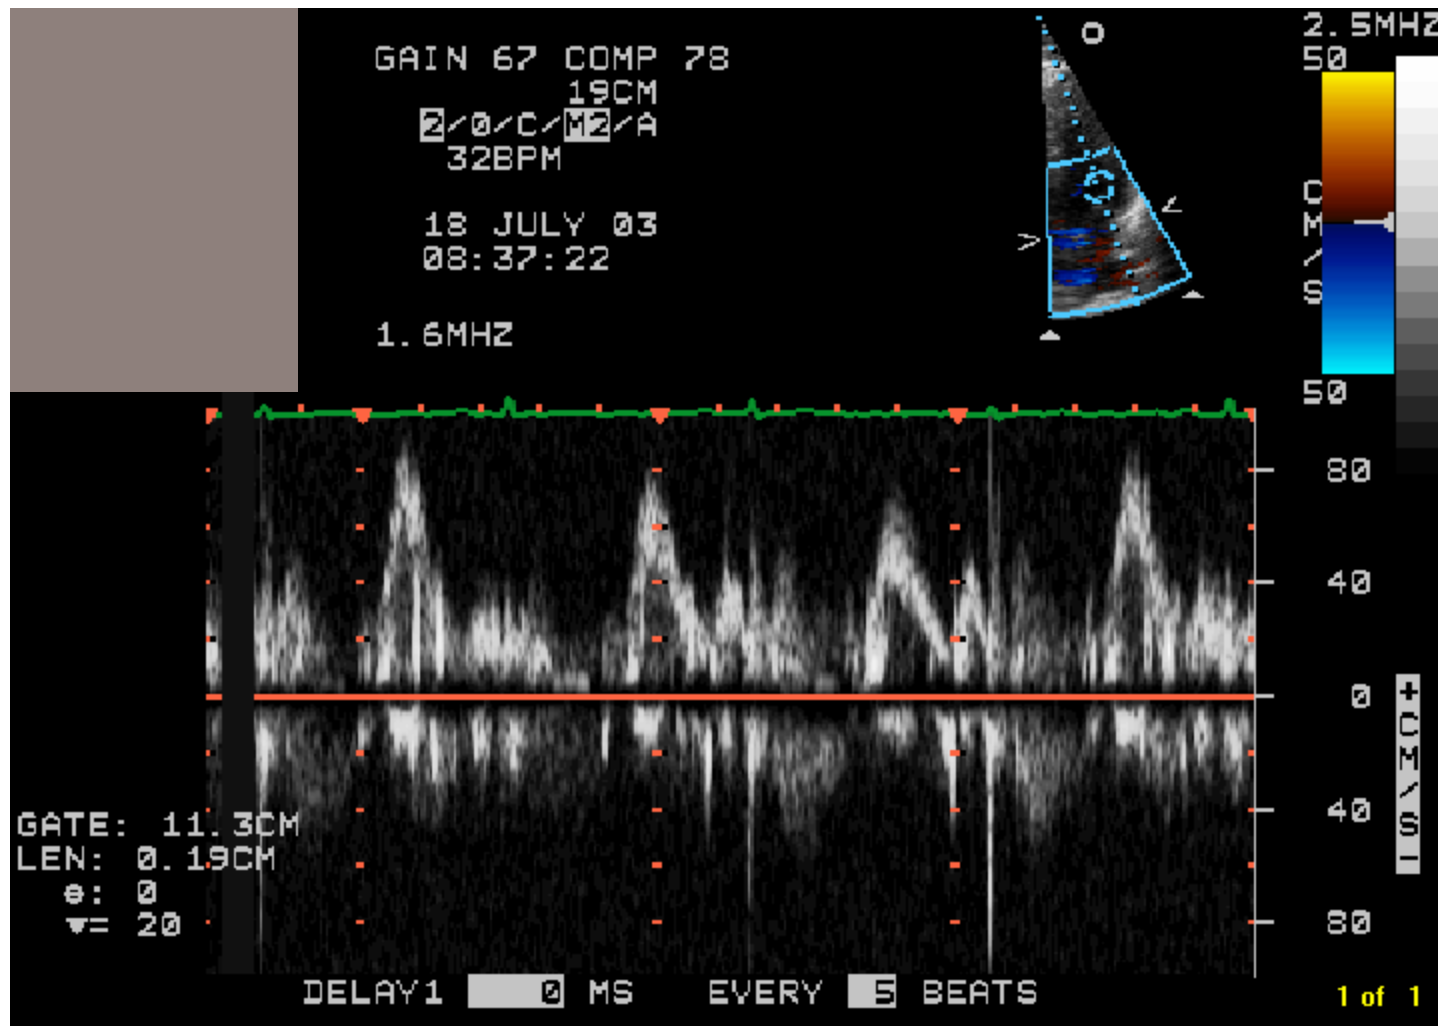 GAIN 67 COMP 78
19CM
2/0/C/M2/A
32BPM
18 JULY 03
08:37:22
1.6MHZ
2.5MHZ
50
CM/S
50
80
40
0
40
80
+CM/S-
GATE: 11.3CM
LEN: 0.19CM
θ: 0
▼= 20
DELAY1 0 MS EVERY 5 BEATS
1 of 1